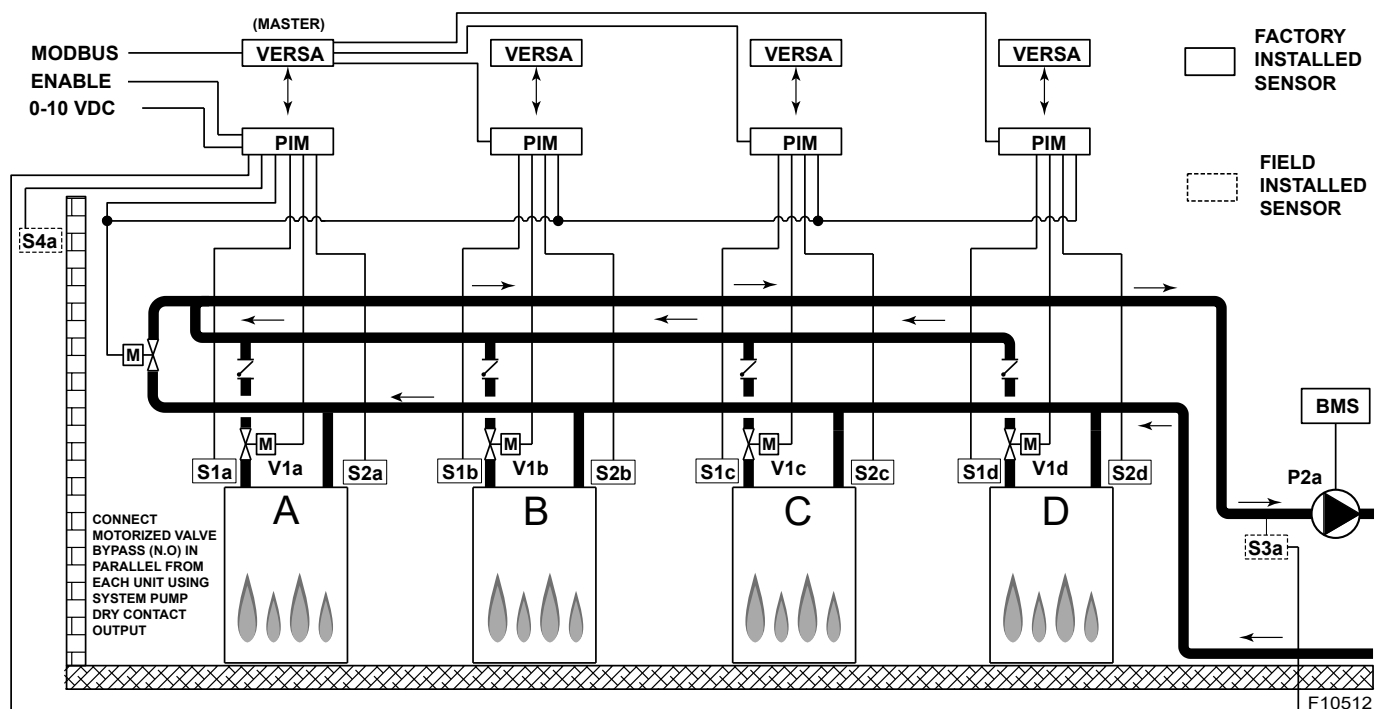 (MASTER)
MODBUS
VERSA
VERSA
VERSA
VERSA
ENABLE
0-10 VDC
PIM
PIM
PIM
PIM
FACTORY
INSTALLED
SENSOR
FIELD
INSTALLED
SENSOR
S4a
M
BMS
P2a
S1a
M
V1a
S2a
S1b
M
V1b
S2b
S1c
M
V1c
S2c
S1d
M
V1d
S2d
A
B
C
D
CONNECT
MOTORIZED VALVE
BYPASS (N.O) IN
PARALLEL FROM
EACH UNIT USING
SYSTEM PUMP
DRY CONTACT
OUTPUT
S3a
F10512